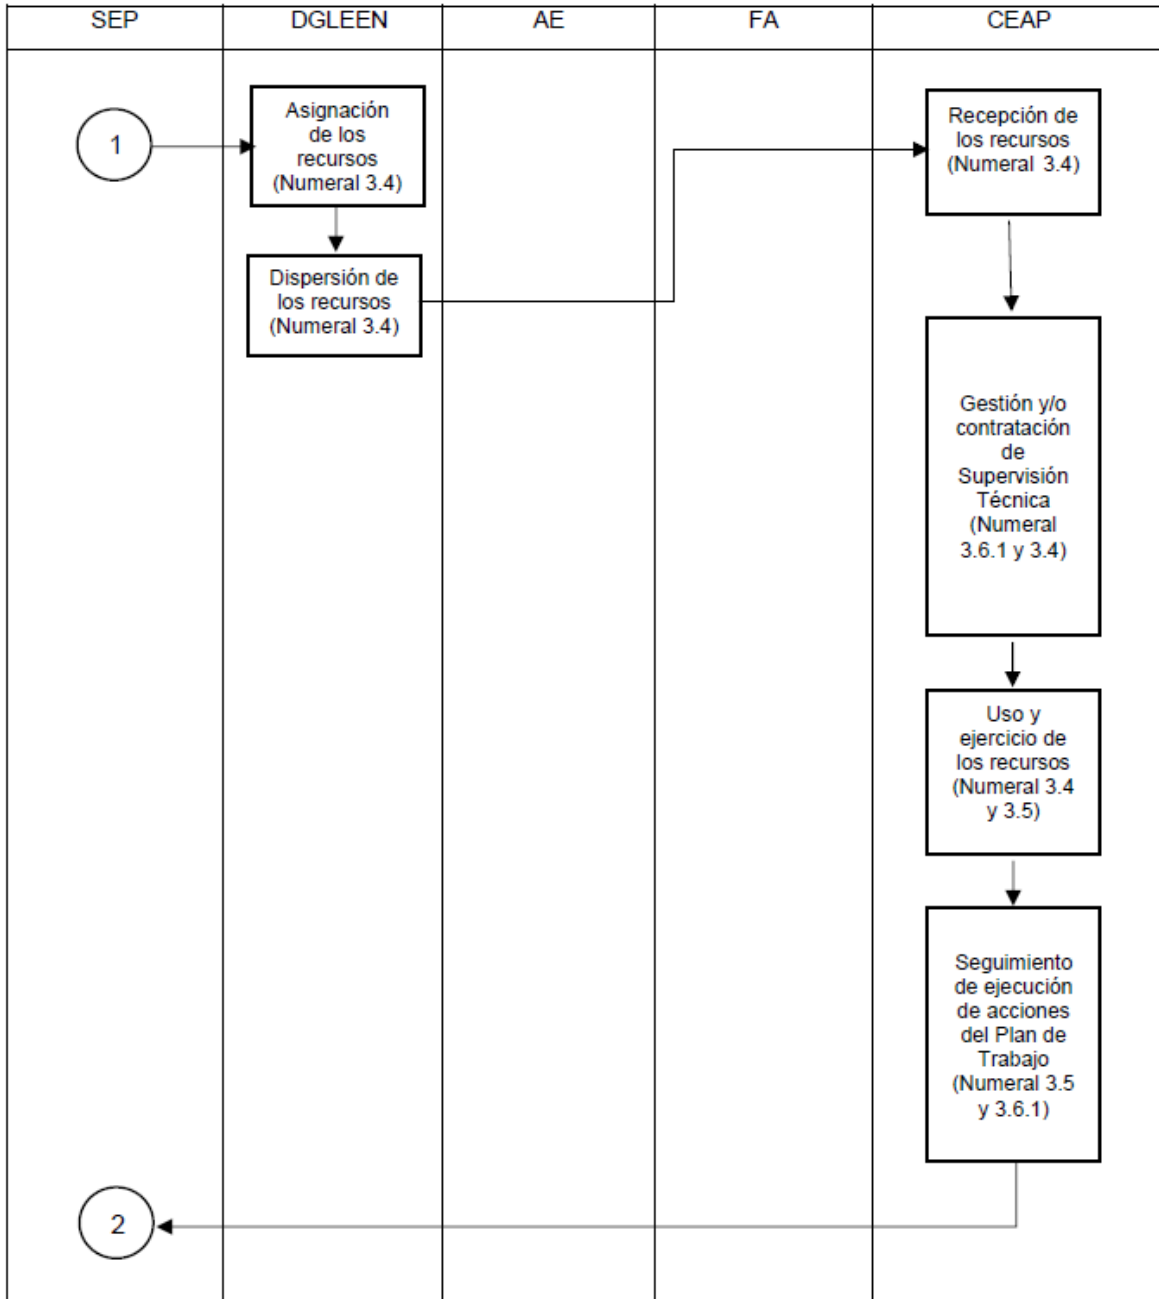 SEP DGLEEN AE FA CEAP
1
Asignación
de los
recursos
(Numeral 3.4)
Dispersión de
los recursos
(Numeral 3.4)
Recepción de
los recursos
(Numeral 3.4)
Gestión y/o
contratación
de
Supervisión
Técnica
(Numeral
3.6.1 y 3.4)
Uso y
ejercicio de
los recursos
(Numeral 3.4
y 3.5)
Seguimiento
de ejecución
de acciones
del Plan de
Trabajo
(Numeral 3.5
y 3.6.1)
2